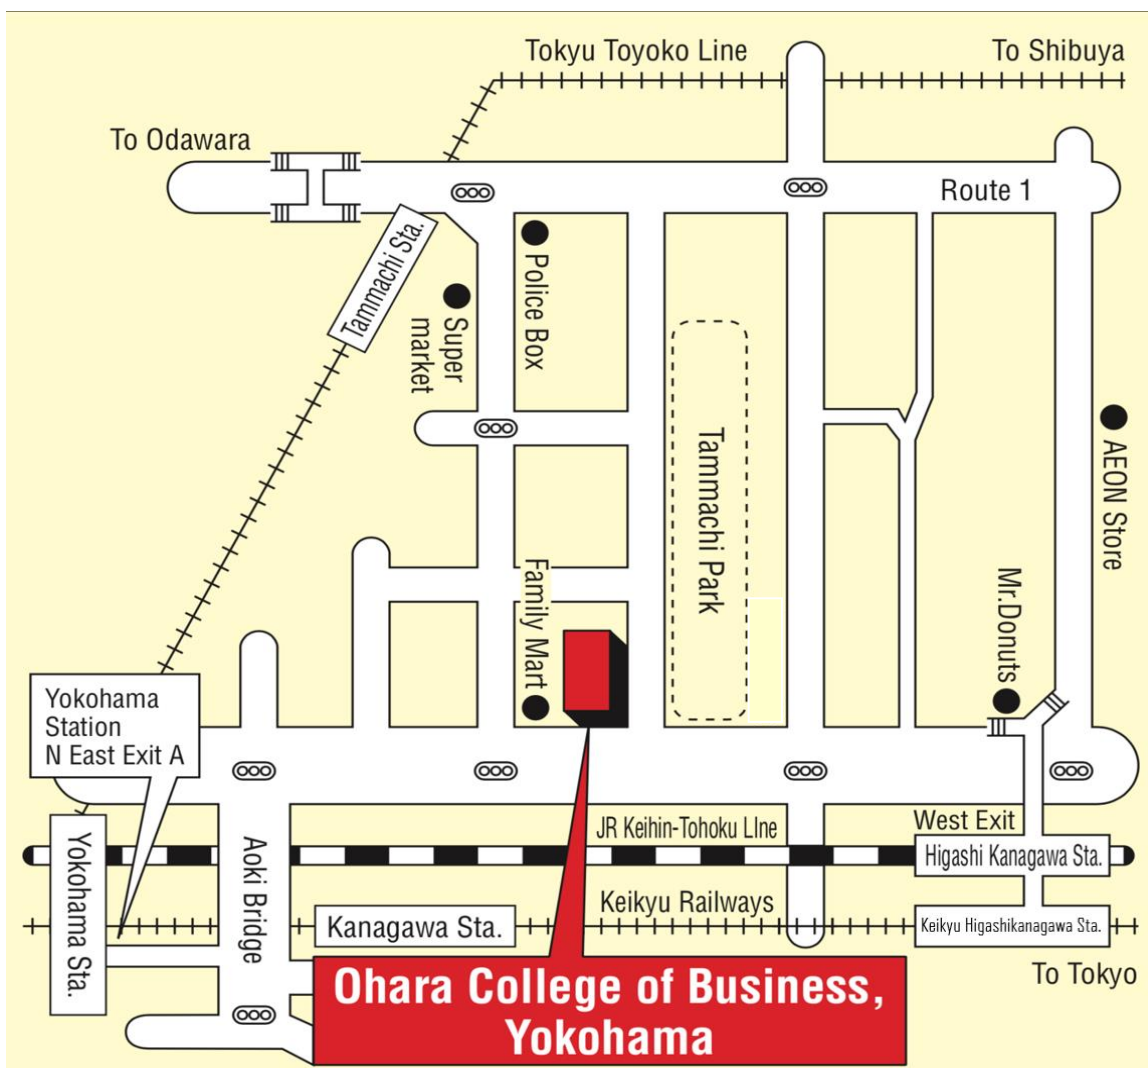 Tokyu Toyoko Line
To Shibuya
To Odawara
Route 1
Tammachi Sta.
Police Box
Super
market
Tammachi Park
AEON Store
Family Mart
Mr.Donuts
Yokohama
Station
N East Exit A
JR Keihin-Tohoku LIne
West Exit
Higashi Kanagawa Sta.
Yokohama Sta.
Aoki Bridge
Keikyu Railways
Kanagawa Sta.
Keikyu Higashikanagawa Sta.
To Tokyo
Ohara College of Business,
Yokohama